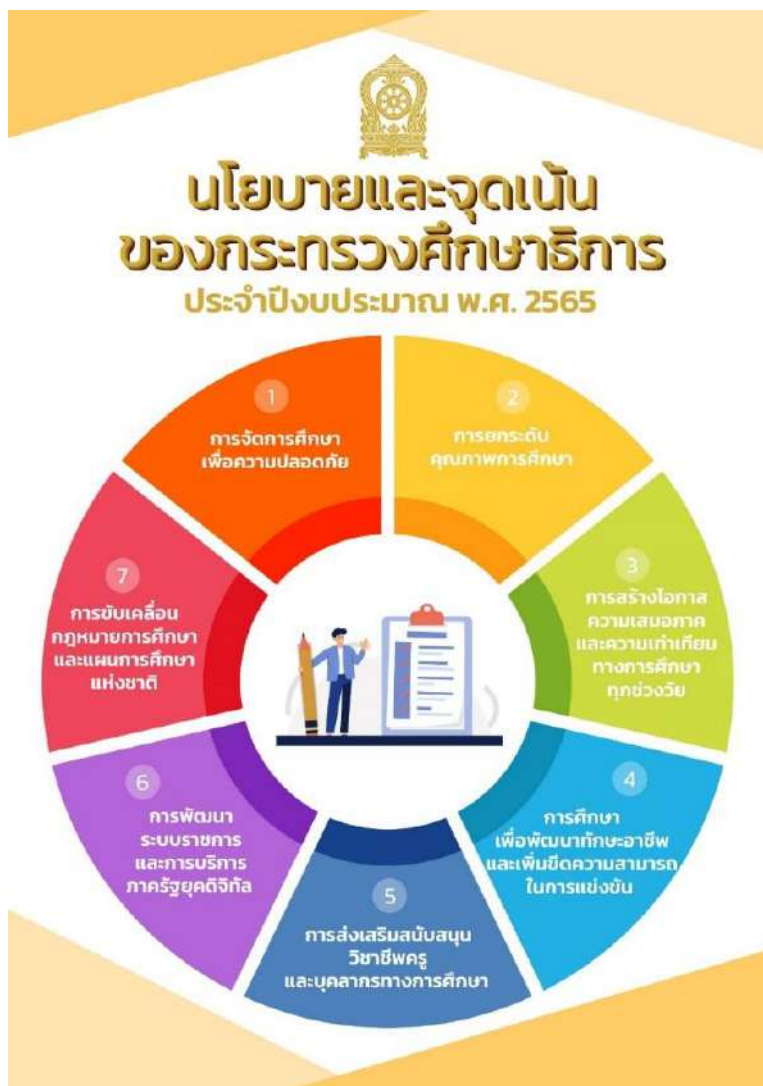 นโยบายและจุดเน้น
ของกระทรวงศึกษาธิการ
ประจำปีงบประมาณ พ.ศ. 2565
1
การจัดการศึกษา
เพื่อความปลอดภัย
2
การยกระดับ
คุณภาพการศึกษา
3
การสร้างโอกาส
ความเสมอภาค
และความเท่าเทียม
ทางการศึกษา
ทุกช่วงวัย
4
การศึกษา
เพื่อพัฒนาทักษะอาชีพ
และเพิ่มขีดความสามารถ
ในการแข่งขัน
5
การส่งเสริมสนับสนุน
วิชาชีพครู
และบุคลากรทางการศึกษา
6
การพัฒนา
ระบบราชการ
และการบริการ
ภาครัฐยุคดิจิทัล
7
การขับเคลื่อน
กฎหมายการศึกษา
และแผนการศึกษา
แห่งชาติ